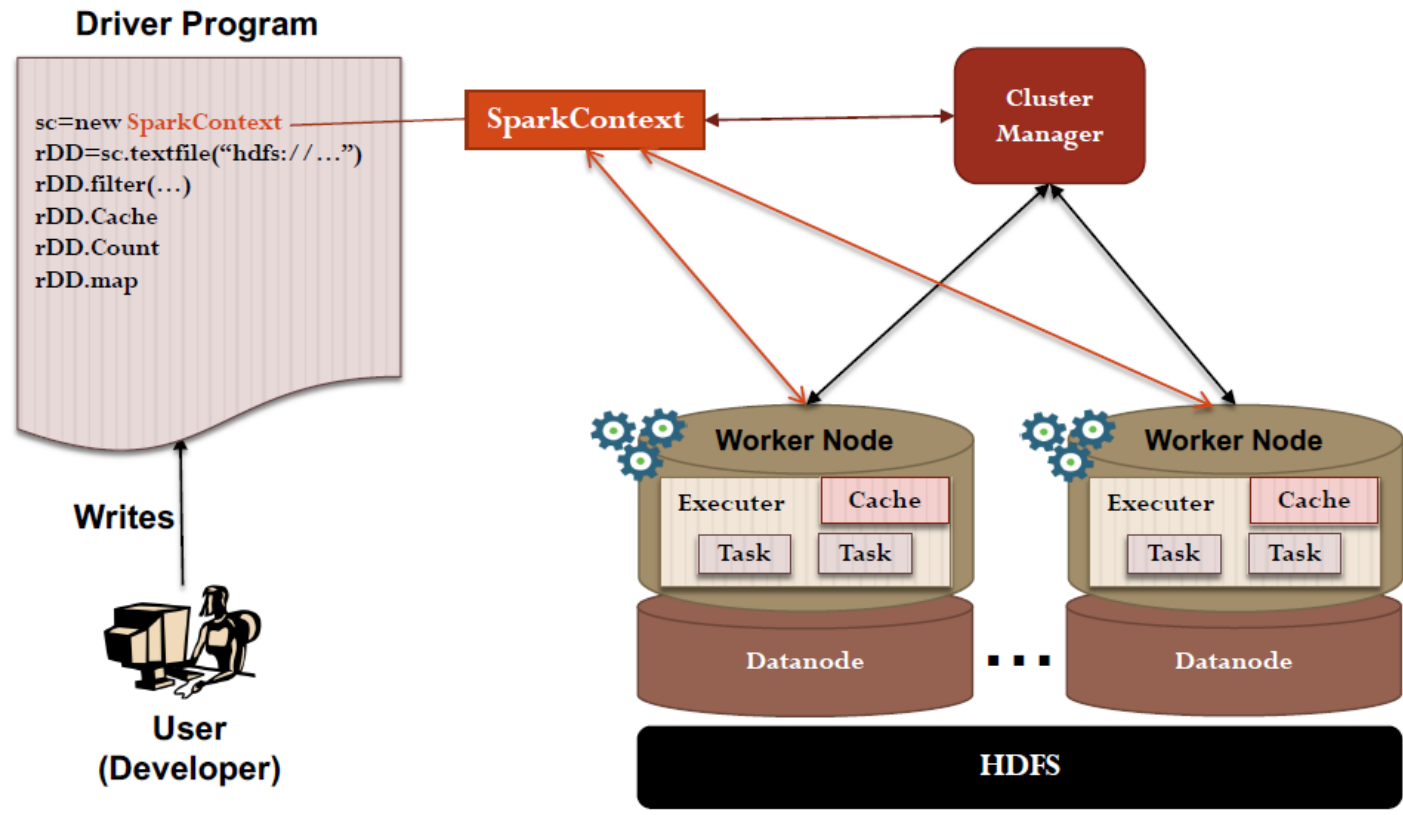 Driver Program
sc=new SparkContext
rDD=sc.textfile(“hdfs://…”)
rDD.filter(…)
rDD.Cache
rDD.Count
rDD.map
SparkContext
Cluster
Manager
Writes
User
(Developer)
Worker Node
Executer
Cache
Task
Task
Datanode
...
Worker Node
Executer
Cache
Task
Task
Datanode
HDFS